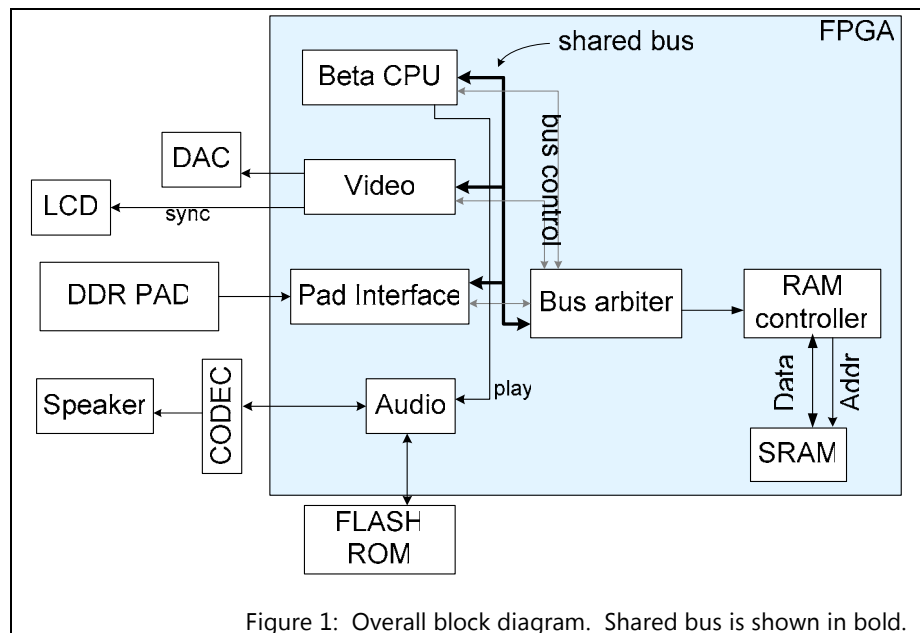 FPGA
shared bus
Beta CPU
bus control
DAC
Video
LCD
sync
DDR PAD
Pad Interface
Bus arbiter
RAM
controller
Data
Addr
SRAM
Speaker
CODEC
Audio
play
FLASH
ROM
Figure 1: Overall block diagram. Shared bus is shown in bold.